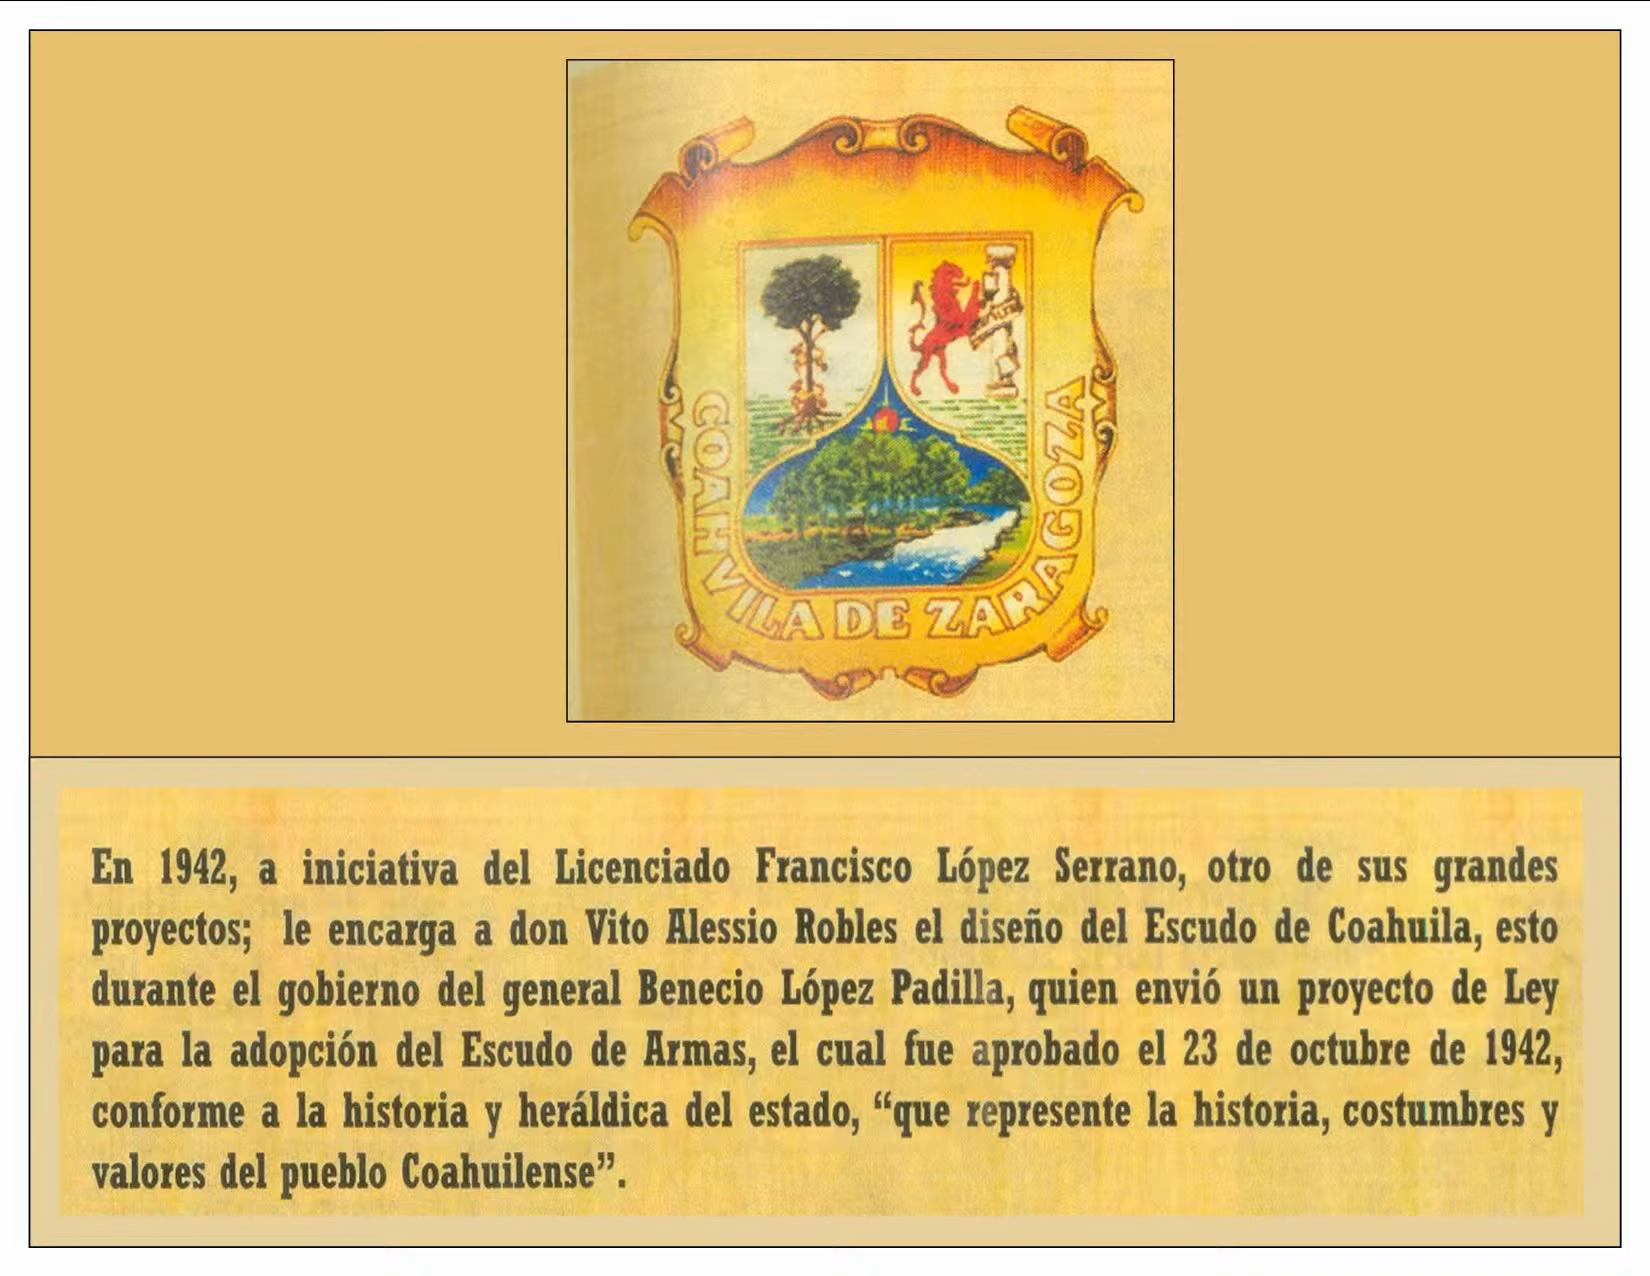 COAHVILA DE ZARAGOZA
En 1942, a iniciativa del Licenciado Francisco López Serrano, otro de sus grandes
proyectos; le encarga a don Vito Alessio Robles el diseño del Escudo de Coahuila, esto
durante el gobierno del general Benecio López Padilla, quien envió un proyecto de Ley
para la adopción del Escudo de Armas, el cual fue aprobado el 23 de octubre de 1942,
conforme a la historia y heráldica del estado, “que represente la historia, costumbres y
valores del pueblo Coahuilense”.